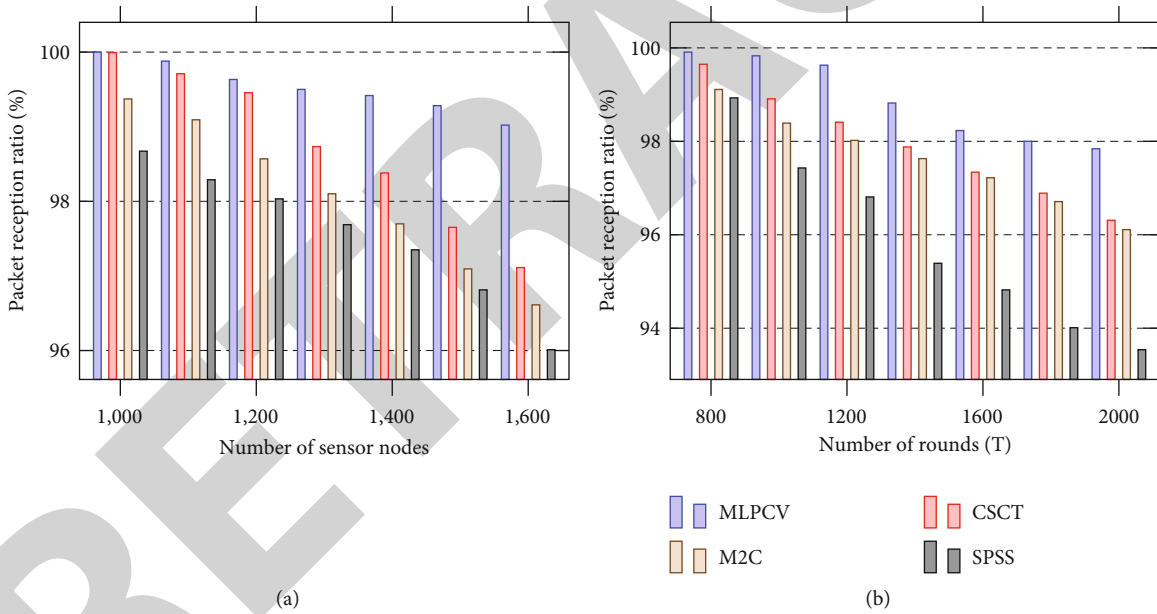 100
98
96
Packet reception ratio (%)
1,000 1,200 1,400 1,600
Number of sensor nodes
(a)
100
98
96
94
Packet reception ratio (%)
800 1200 1600 2000
Number of rounds (T)
MLPCV CSCT
M2C SPSS
(b)
RETRAC